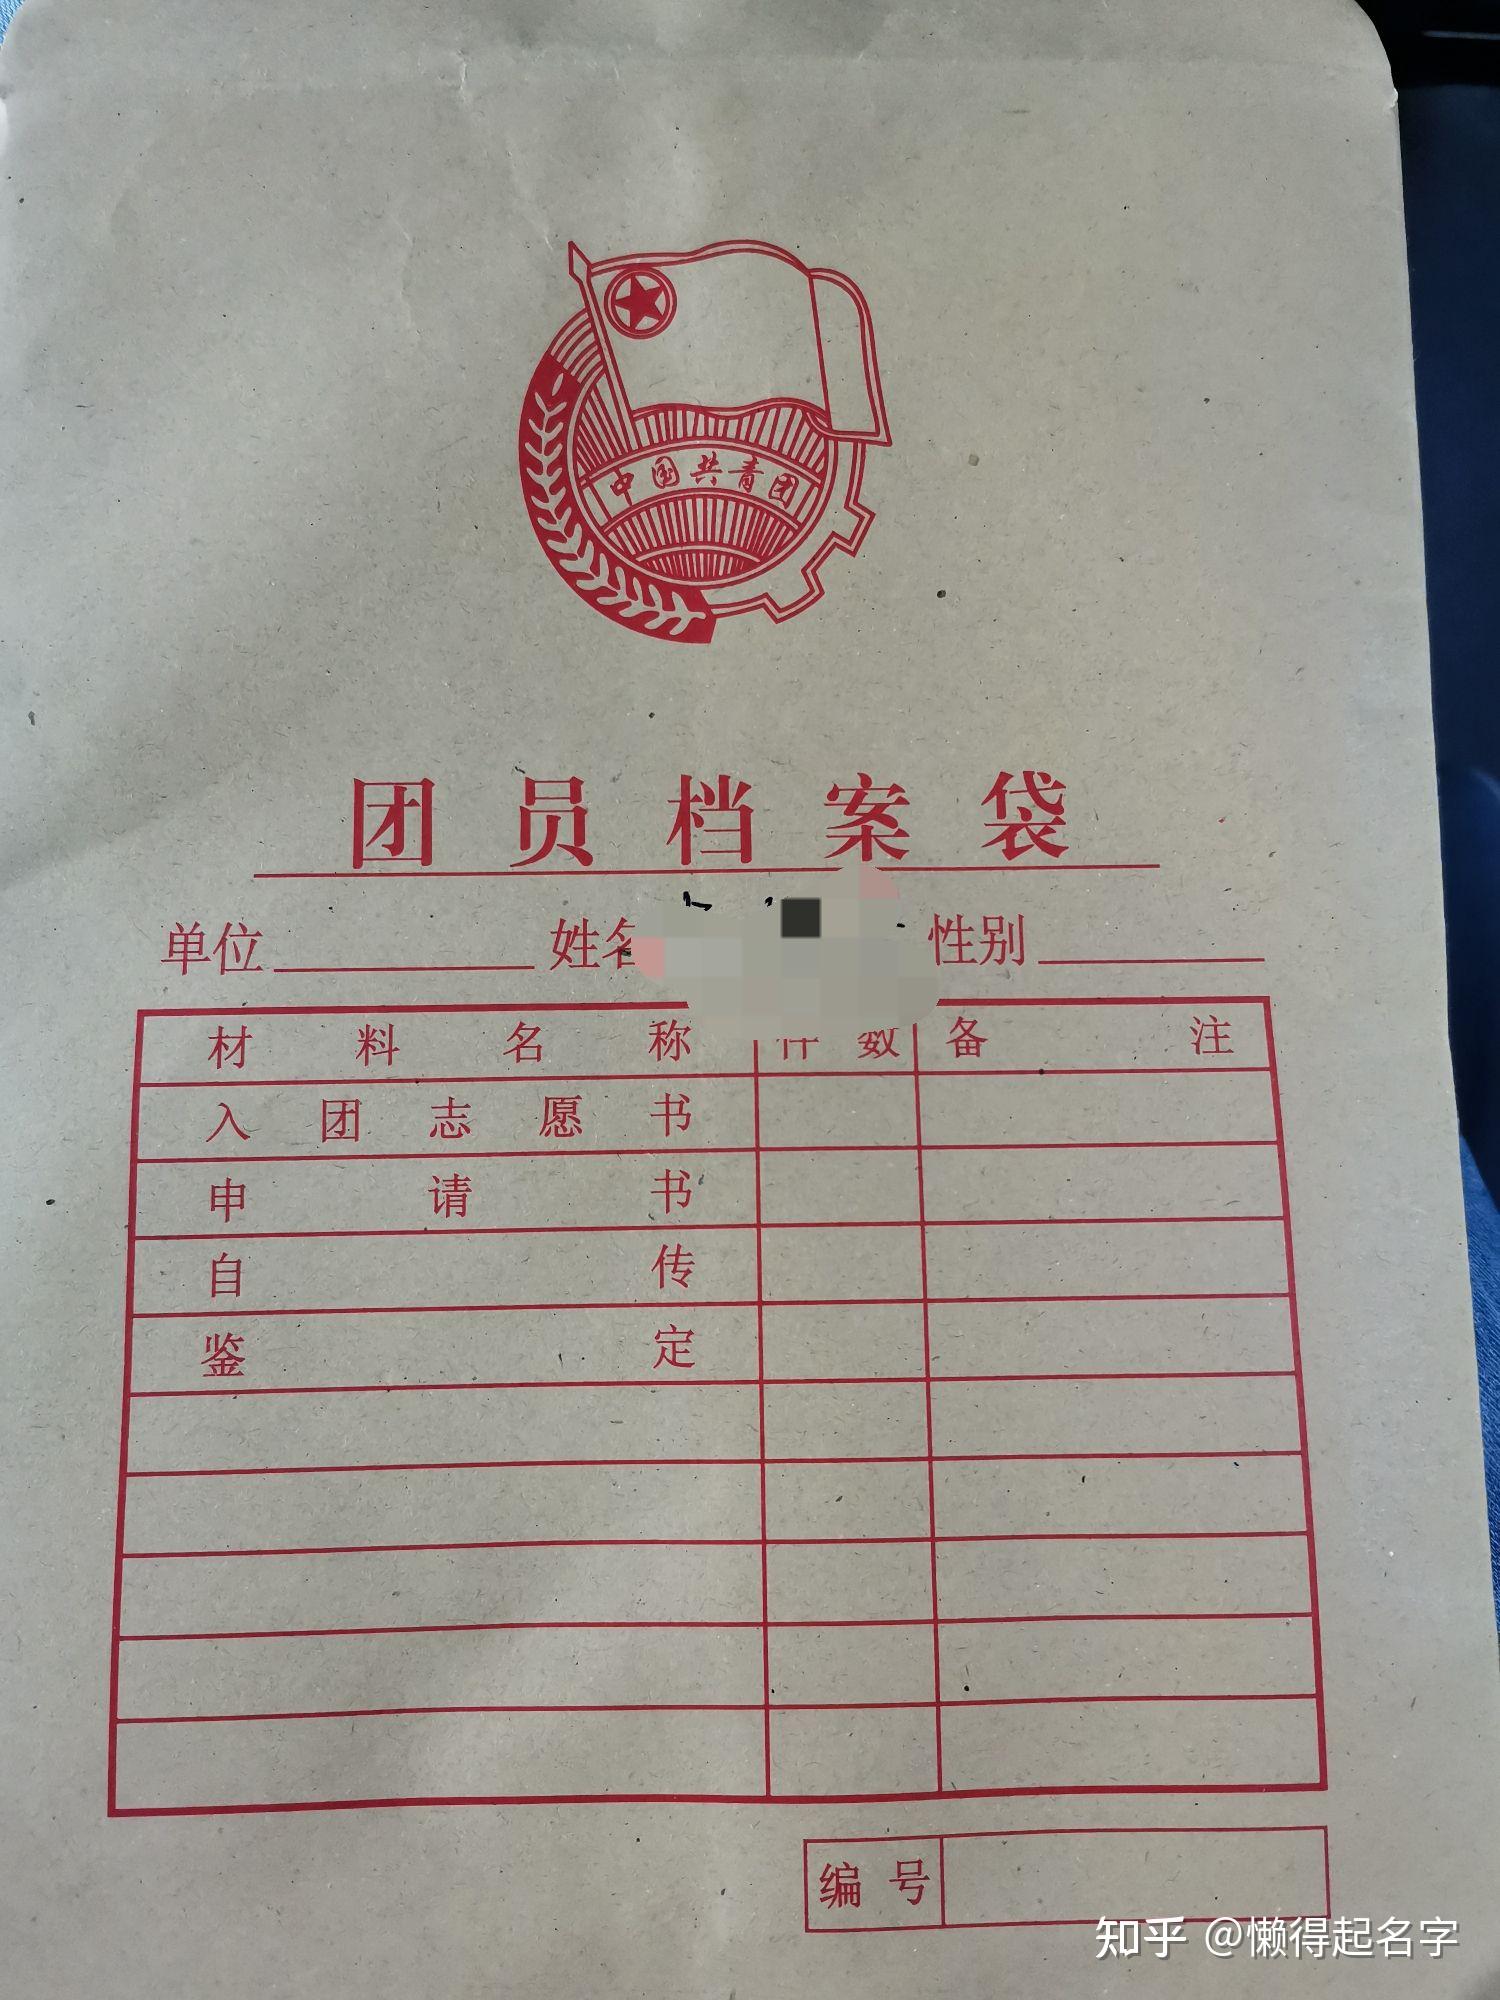 中国共青团
团员档案袋
单位 姓名 性别
材料名称 件数 备注
入团志愿书
申请书
自传
鉴定
编号
知乎 @懒得起名字